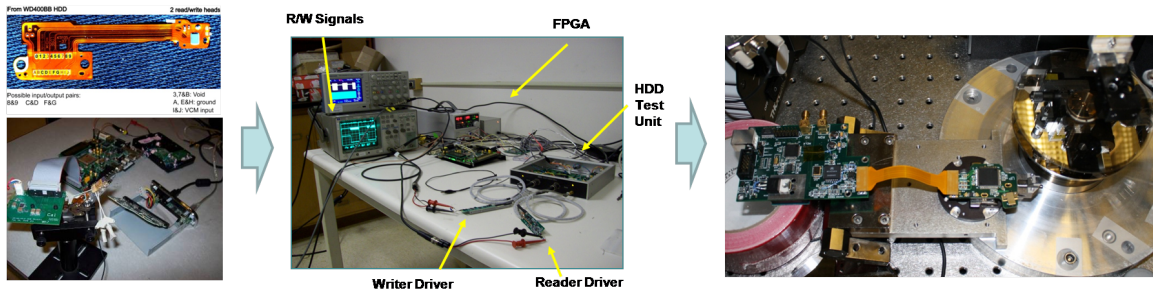 From WD400BB HDD
2 read/write heads
Possible input/output pairs:
8&9 C&D F&G
3,7&B: Void
A, E&H: ground
I&J: VCM input
R/W Signals
FPGA
HDD
Test
Unit
Writer Driver
Reader Driver